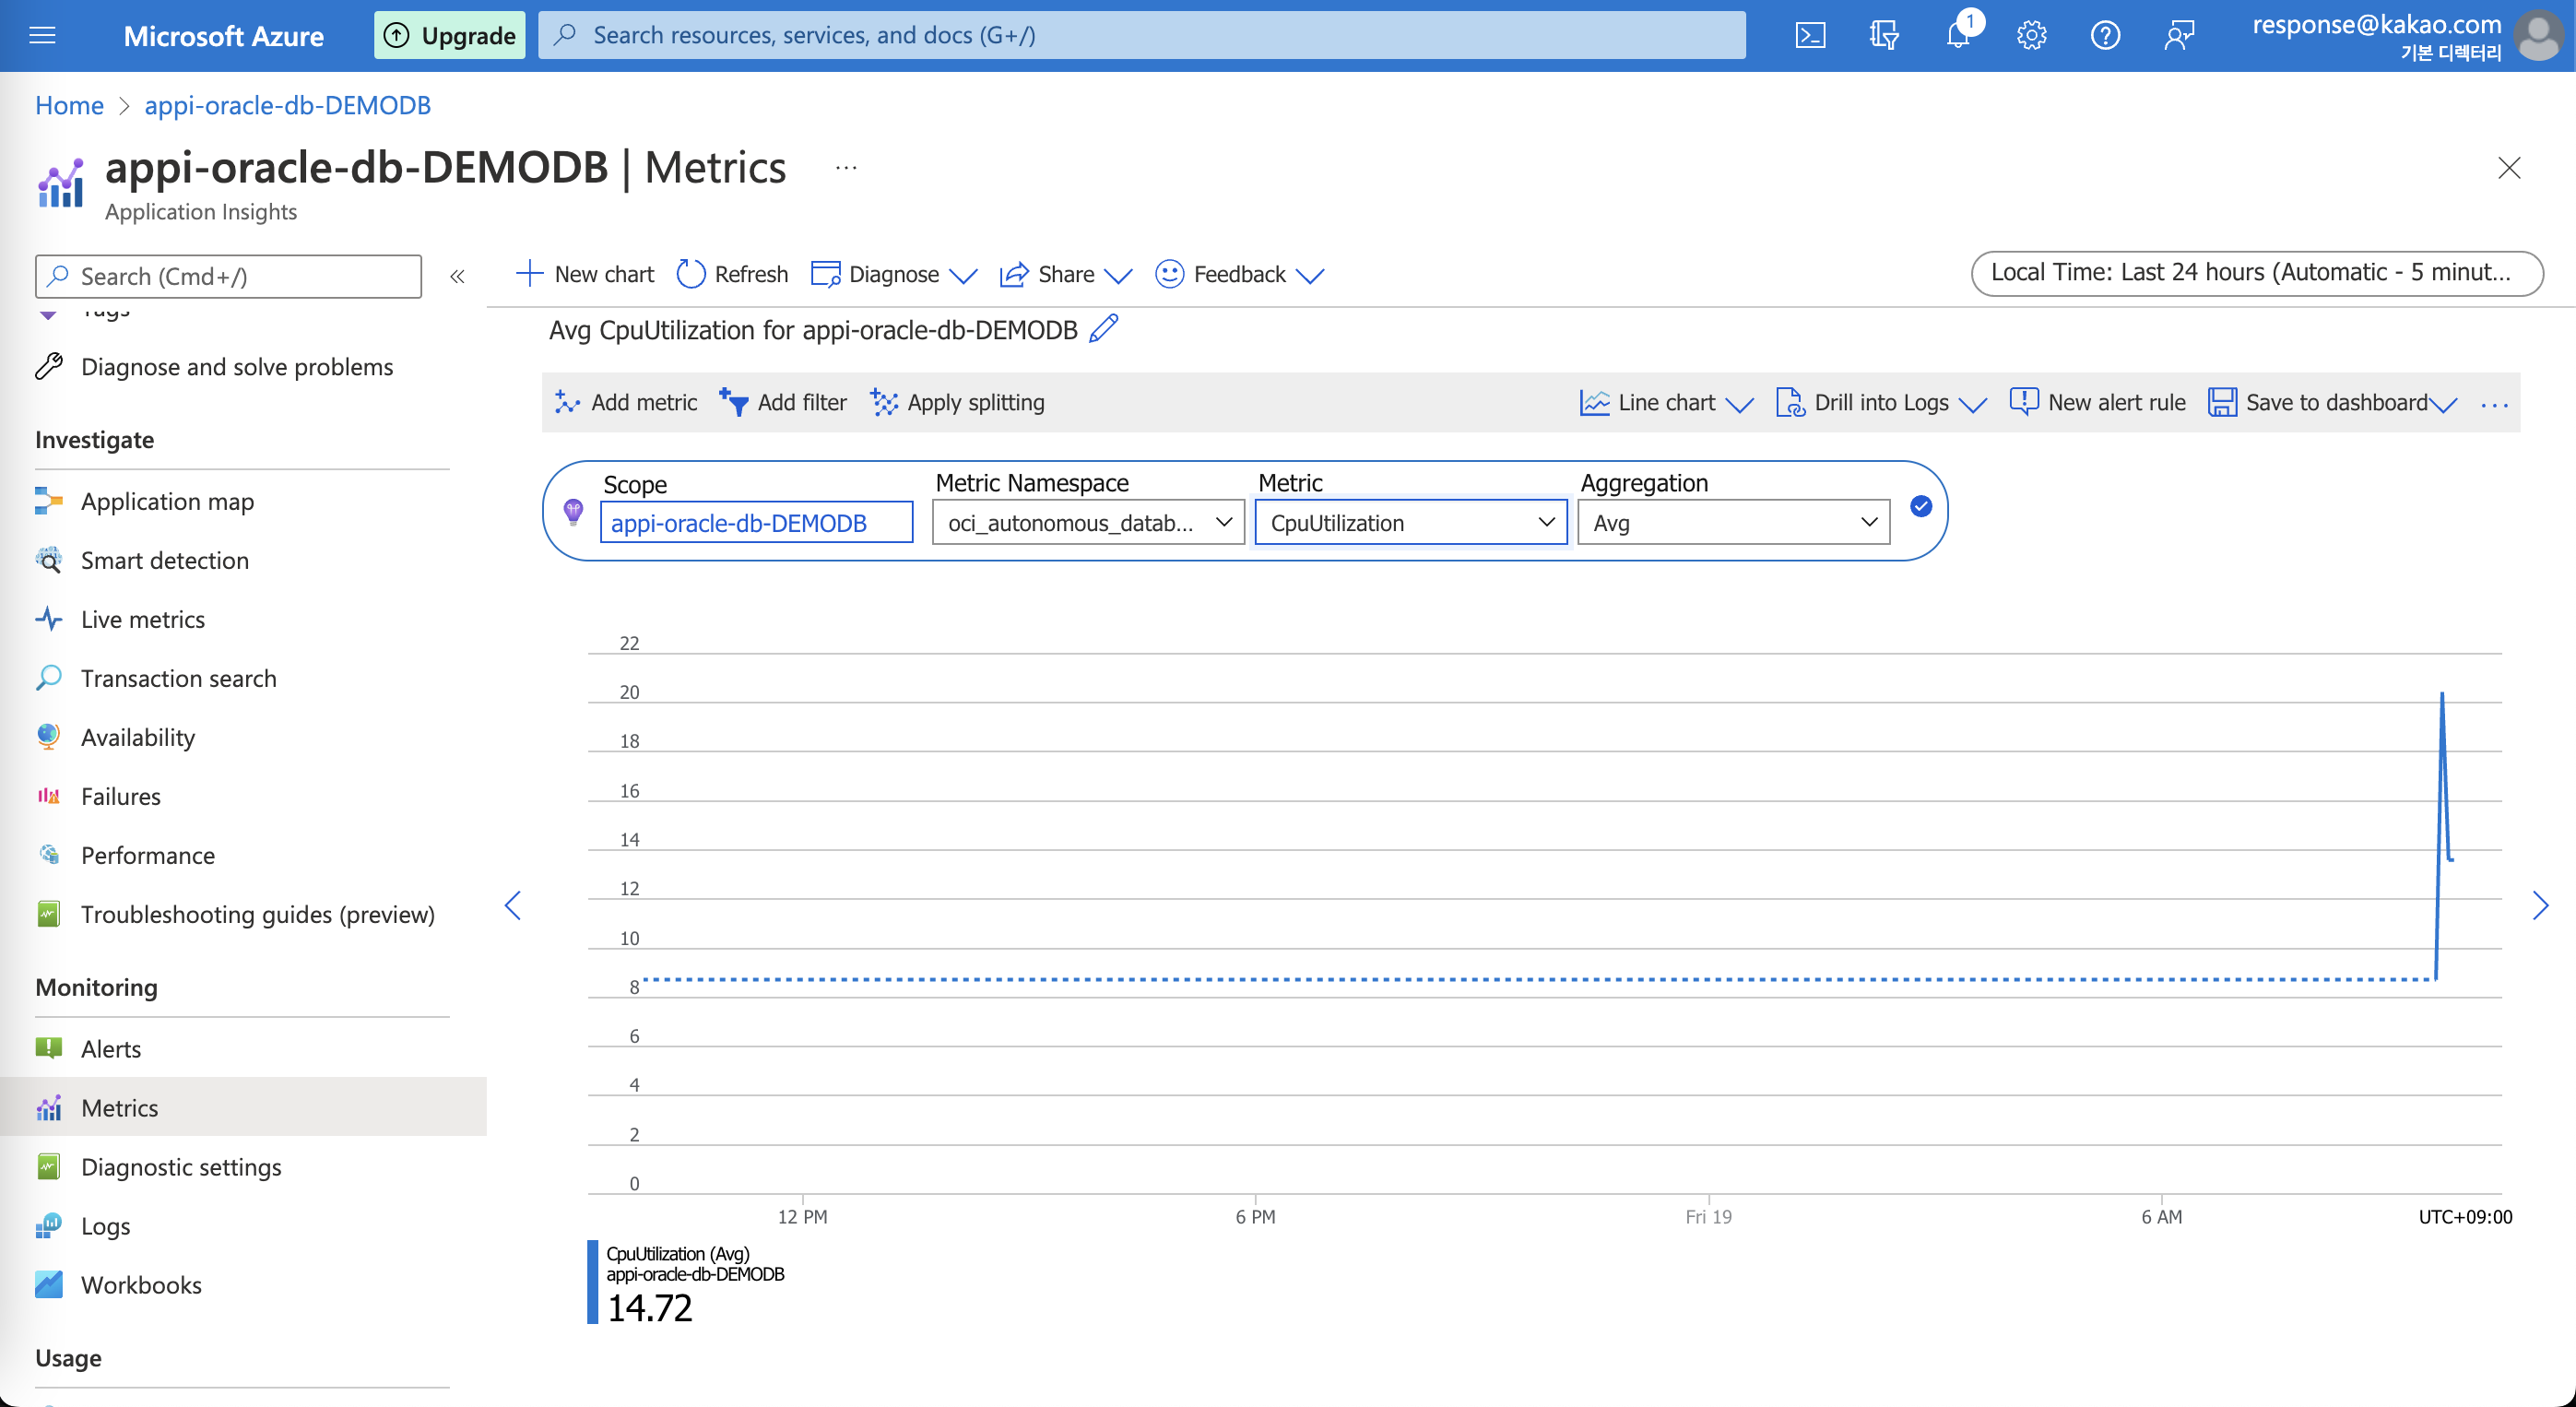 Microsoft Azure
Upgrade
Search resources, services, and docs (G+/)
1
response@kakao.com
기본 디렉터리
Home > appi-oracle-db-DEMODB
appi-oracle-db-DEMODB | Metrics ...
Application Insights
Search (Cmd+/)
«
New chart
Refresh
Diagnose
Share
Feedback
Local Time: Last 24 hours (Automatic - 5 minut...
Tags
Diagnose and solve problems
Investigate
Application map
Smart detection
Live metrics
Transaction search
Availability
Failures
Performance
Troubleshooting guides (preview)
Monitoring
Alerts
Metrics
Diagnostic settings
Logs
Workbooks
Usage
Avg CpuUtilization for appi-oracle-db-DEMODB
Add metric
Add filter
Apply splitting
Line chart
Drill into Logs
New alert rule
Save to dashboard
...
Scope
appi-oracle-db-DEMODB
Metric Namespace
oci_autonomous_datab...
Metric
CpuUtilization
Aggregation
Avg
22
20
18
16
14
12
10
8
6
4
2
0
12 PM
6 PM
Fri 19
6 AM
UTC+09:00
CpuUtilization (Avg)
appi-oracle-db-DEMODB
14.72